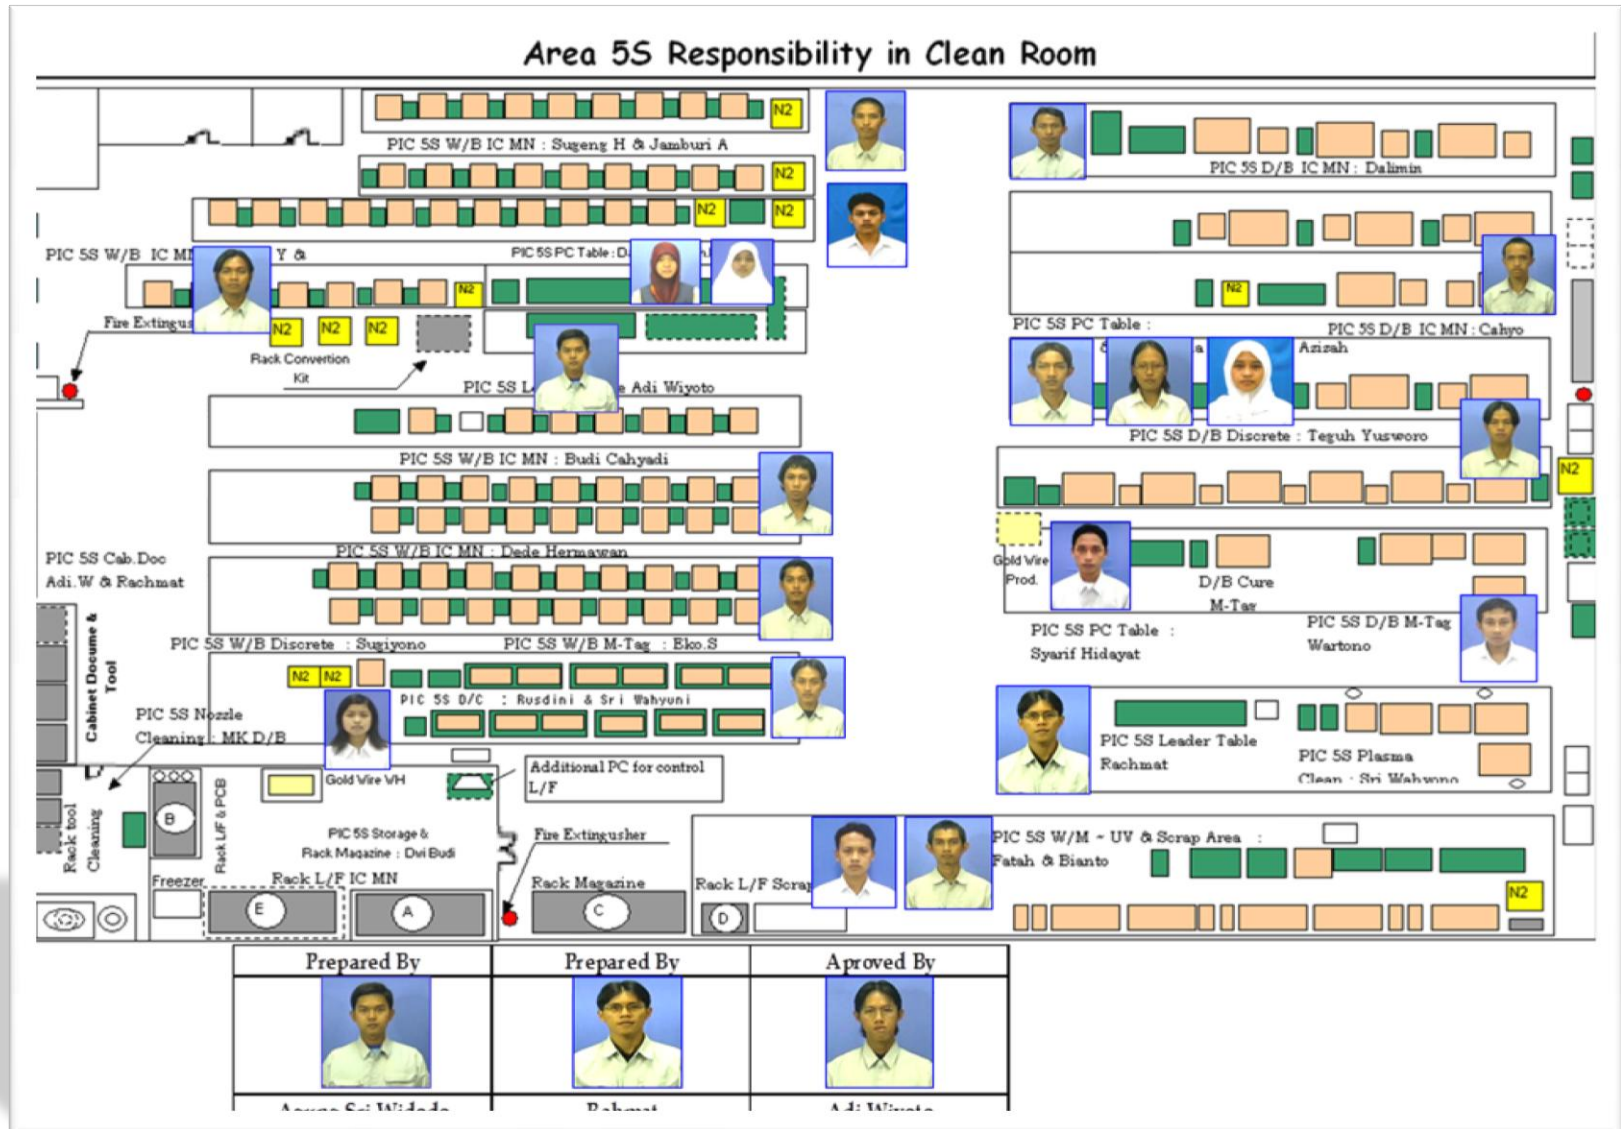 Area 5S Responsibility in Clean Room
N2
PIC 5S W/B IC MN : Sugeng H & Jamburi A
N2
N2
N2
PIC 5S W/B IC
Y &
PIC 5S PC Table :
N2
Fire
N2
N2
N2
Rack Convertion
Kit
PIC 5S
Adi Wiyoto
PIC 5S W/B IC MN : Budi Cahyadi
PIC 5S W/B IC MN : Dede Hermawan
PIC 5S Cab.Doc
Adi.W & Rachmat
PIC 5S W/B Discrete : Sugiyono
PIC 5S W/B M-Tag : Eko.S
Cabinet Docume &
Tool
N2
N2
PIC 5S D/C : Rusdini & Sri Wahyuni
PIC 5S Nozzle
Cleaning : MK D/B
Gold Wire WH
Additional PC for control
L/F
Rack tool
Cleaning
B
Rack L/F & PCB
PIC 5S Storage &
Rack Magazine : Dwi Budi
Fire Extingusher
Freezer
Rack L/F IC MN
E
A
Rack Magazine
C
Rack L/F Scrap
D
PIC 5S D/B IC MN : Dalimin
N2
PIC 5S PC Table :
PIC 5S D/B IC MN : Cahyo
&
Azizah
PIC 5S D/B Discrete : Teguh Yusworo
N2
Gold Wire
Prod.
D/B Cure
M-Tag
PIC 5S PC Table :
Syarif Hidayat
PIC 5S D/B M-Tag
Wartono
PIC 5S Leader Table
Rachmat
PIC 5S Plasma
Clean : Sri Wahyono
PIC 5S W/M ~ UV & Scrap Area :
Fatah & Bianto
N2
Prepared By
Prepared By
Aproved By
Rahmat
Adi Wiyoto